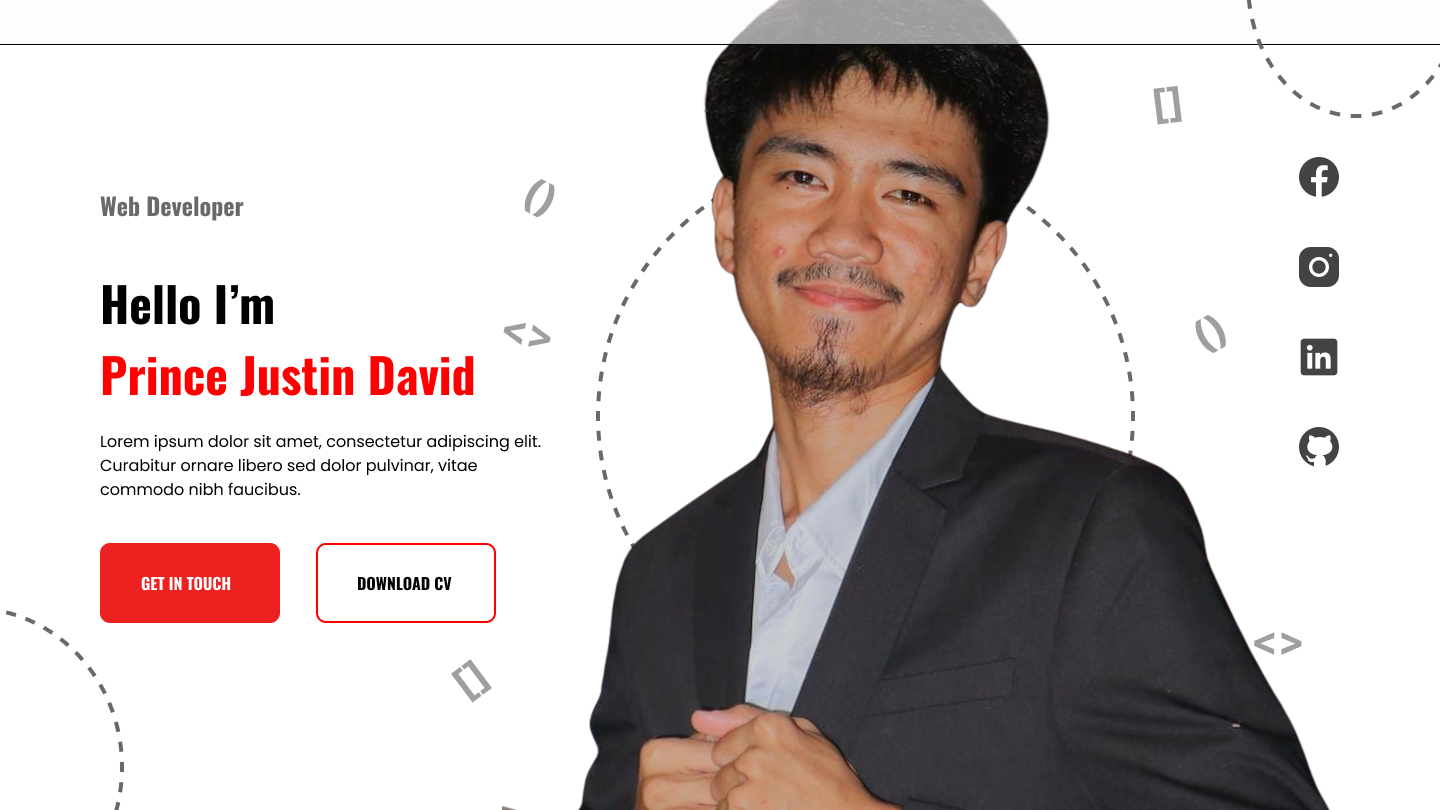 Web Developer
Hello I’m
Prince Justin David
Lorem ipsum dolor sit amet, consectetur adipiscing elit.
Curabitur ornare libero sed dolor pulvinar, vitae
commodo nibh faucibus.
GET IN TOUCH
DOWNLOAD CV
[]
()
<>
()
in
<>
[]